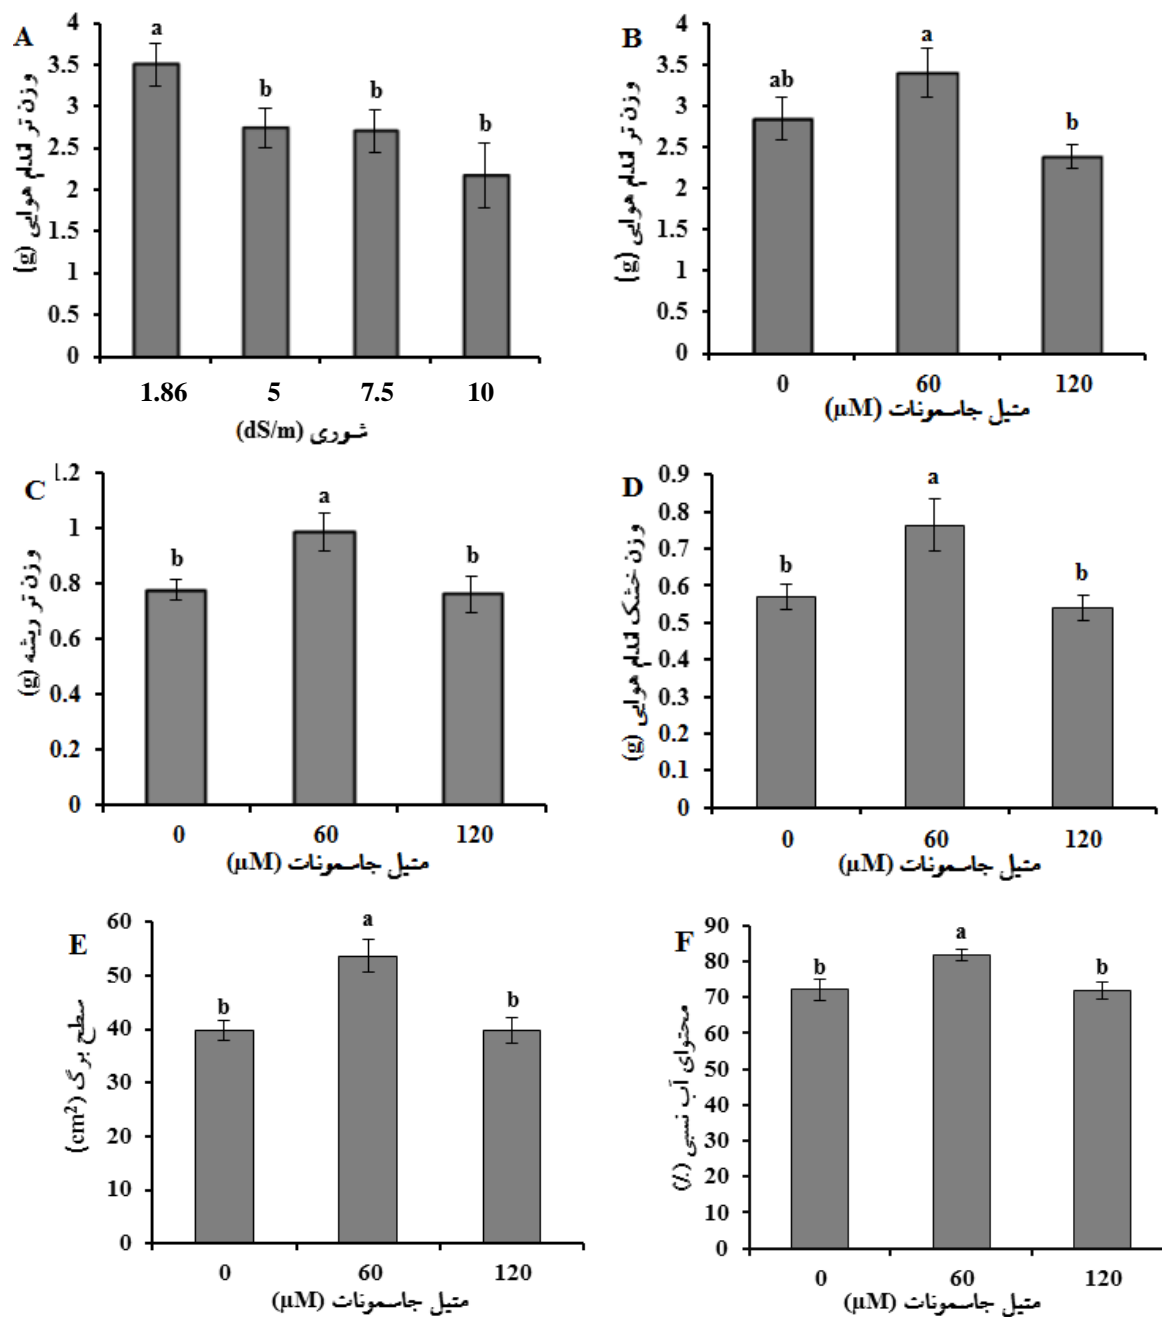 A
وزن تر اندام هوایی (g)
4
3.5
3
2.5
2
1.5
1
0.5
0
a
b
b
b
1.86 5 7.5 10
شوری (dS/m)
B
وزن تر اندام هوایی (g)
4
3.5
3
2.5
2
1.5
1
0.5
0
ab
a
b
0 60 120
متیل جاسمونات (µM)
C
وزن تر ریشه (g)
1.2
1
0.8
0.6
0.4
0.2
0
b
a
b
0 60 120
متیل جاسمونات (µM)
D
وزن خشک اندام هوایی (g)
0.9
0.8
0.7
0.6
0.5
0.4
0.3
0.2
0.1
0
b
a
b
0 60 120
متیل جاسمونات (µM)
E
سطح برگ (cm²)
60
50
40
30
20
10
0
b
a
b
0 60 120
متیل جاسمونات (µM)
F
محتوای آب نسبی (٪)
90
80
70
60
50
40
30
20
10
0
b
a
b
0 60 120
متیل جاسمونات (µM)